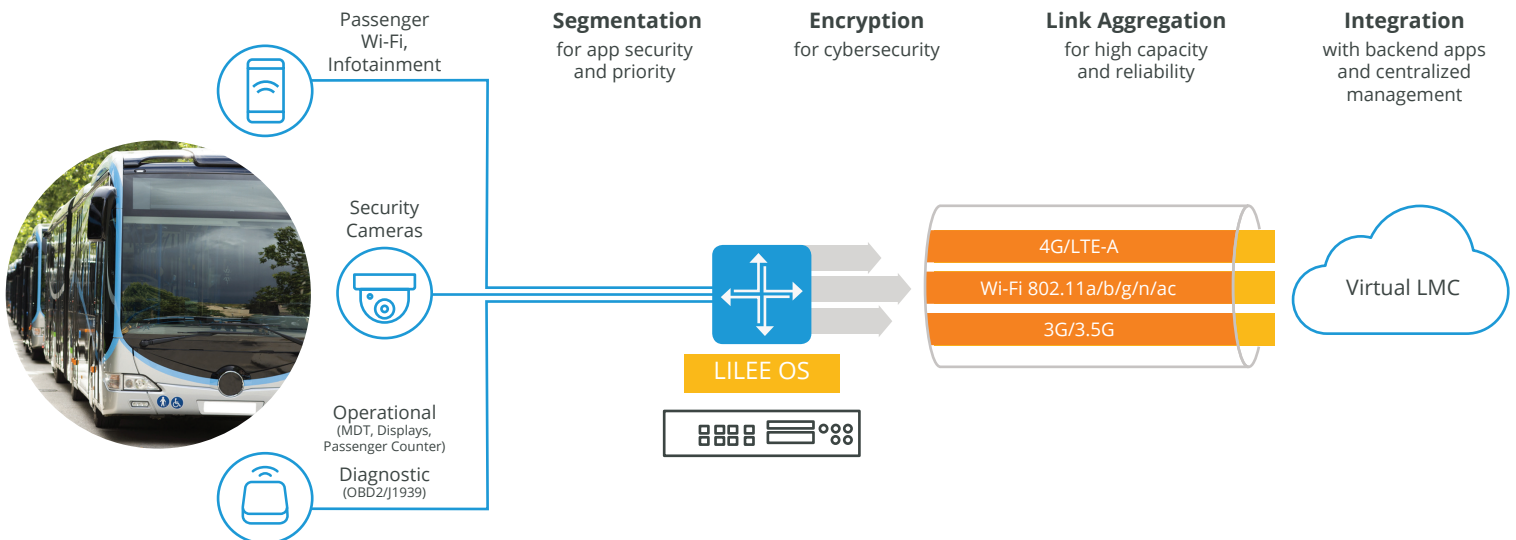 Passenger
Wi-Fi,
Infotainment
Segmentation
for app security
and priority
Encryption
for cybersecurity
Link Aggregation
for high capacity
and reliability
Integration
with backend apps
and centralized
management
Security
Cameras
4G/LTE-A
Wi-Fi 802.11a/b/g/n/ac
3G/3.5G
Virtual LMC
LILEE OS
Operational
(MDT, Displays,
Passenger Counter)
Diagnostic
(OBD2/J1939)